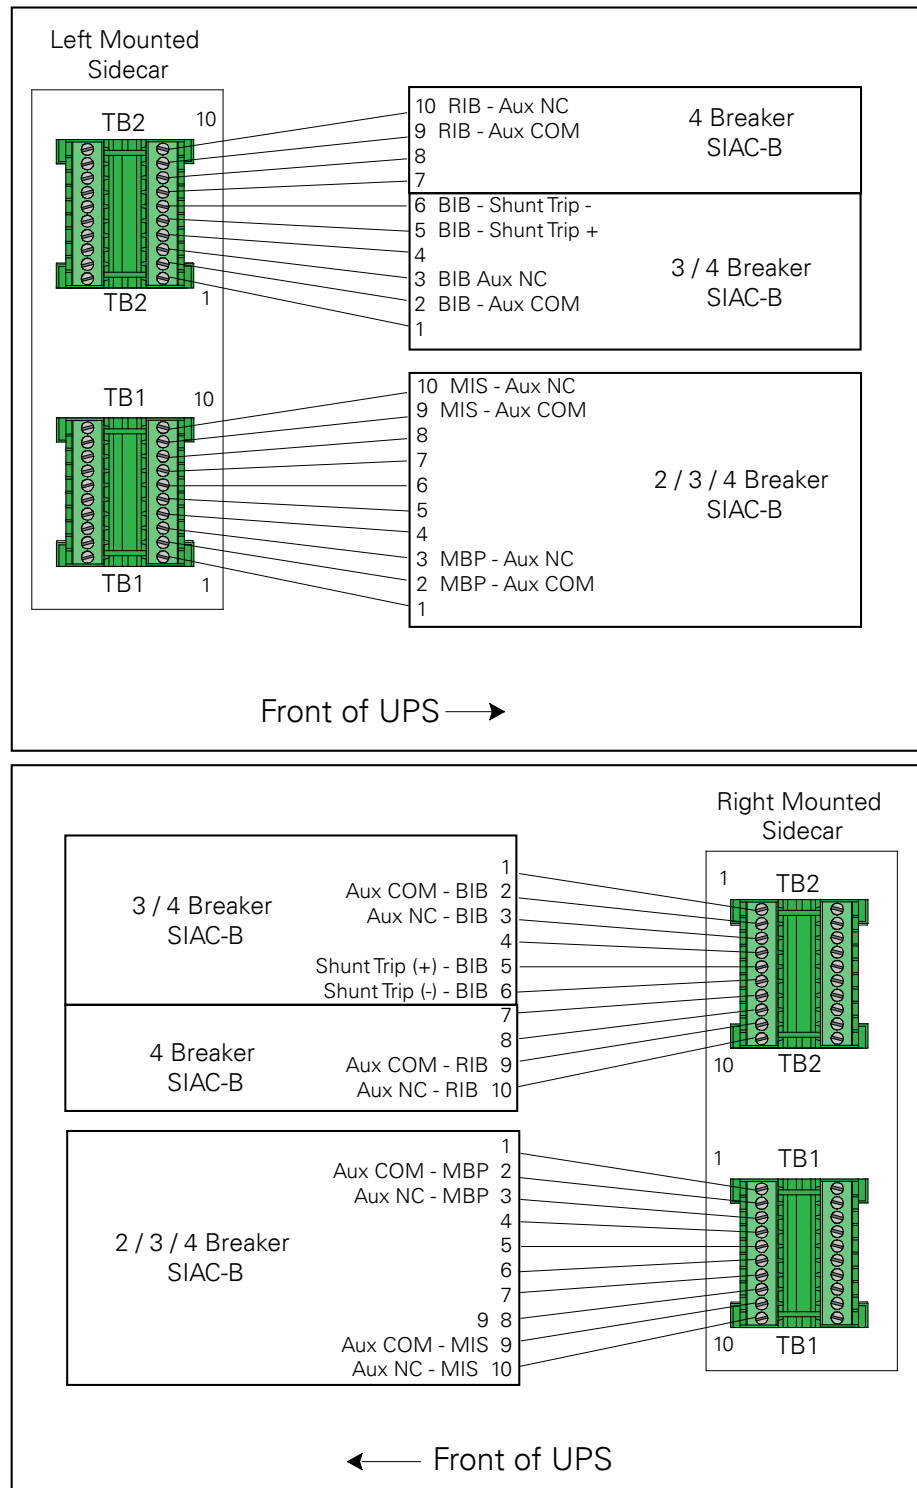 Left Mounted
Sidecar
TB2
10
TB2
1
10 RIB - Aux NC
9 RIB - Aux COM
8
7
4 Breaker
SIAC-B
6 BIB - Shunt Trip -
5 BIB - Shunt Trip +
4
3 BIB Aux NC
2 BIB - Aux COM
1
3 / 4 Breaker
SIAC-B
TB1
10
TB1
1
10 MIS - Aux NC
9 MIS - Aux COM
8
7
6
5
4
3 MBP - Aux NC
2 MBP - Aux COM
1
2 / 3 / 4 Breaker
SIAC-B
Front of UPS
Right Mounted
Sidecar
3 / 4 Breaker
SIAC-B
1
Aux COM - BIB 2
Aux NC - BIB 3
4
Shunt Trip (+) - BIB 5
Shunt Trip (-) - BIB 6
4 Breaker
SIAC-B
7
8
Aux COM - RIB 9
Aux NC - RIB 10
1
TB2
10
TB2
2 / 3 / 4 Breaker
SIAC-B
1
Aux COM - MBP 2
Aux NC - MBP 3
4
5
6
7
9 8
Aux COM - MIS 9
Aux NC - MIS 10
1
TB1
10
TB1
Front of UPS